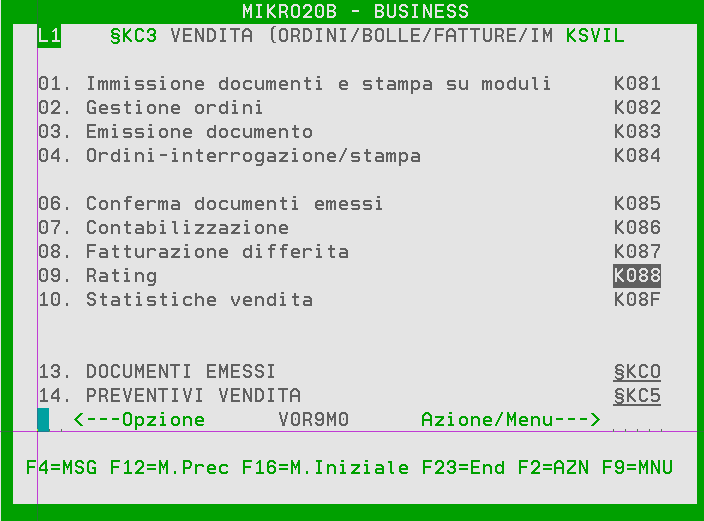 MIKRO20B - BUSINESS
L1 §KC3 VENDITA (ORDINI/BOLLE/FATTURE/IM KSVIL
01. Immissione documenti e stampa su moduli K081
02. Gestione ordini K082
03. Emissione documento K083
04. Ordini-interrogazione/stampa K084
06. Conferma documenti emessi K085
07. Contabilizzazione K086
08. Fatturazione differita K087
09. Rating K088
10. Statistiche vendita K08F
13. DOCUMENTI EMESSI §KC0
14. PREVENTIVI VENDITA §KC5
<---Opzione V0R9M0 Azione/Menu--->
F4=MSG F12=M.Prec F16=M.Iniziale F23=End F2=AZN F9=MNU